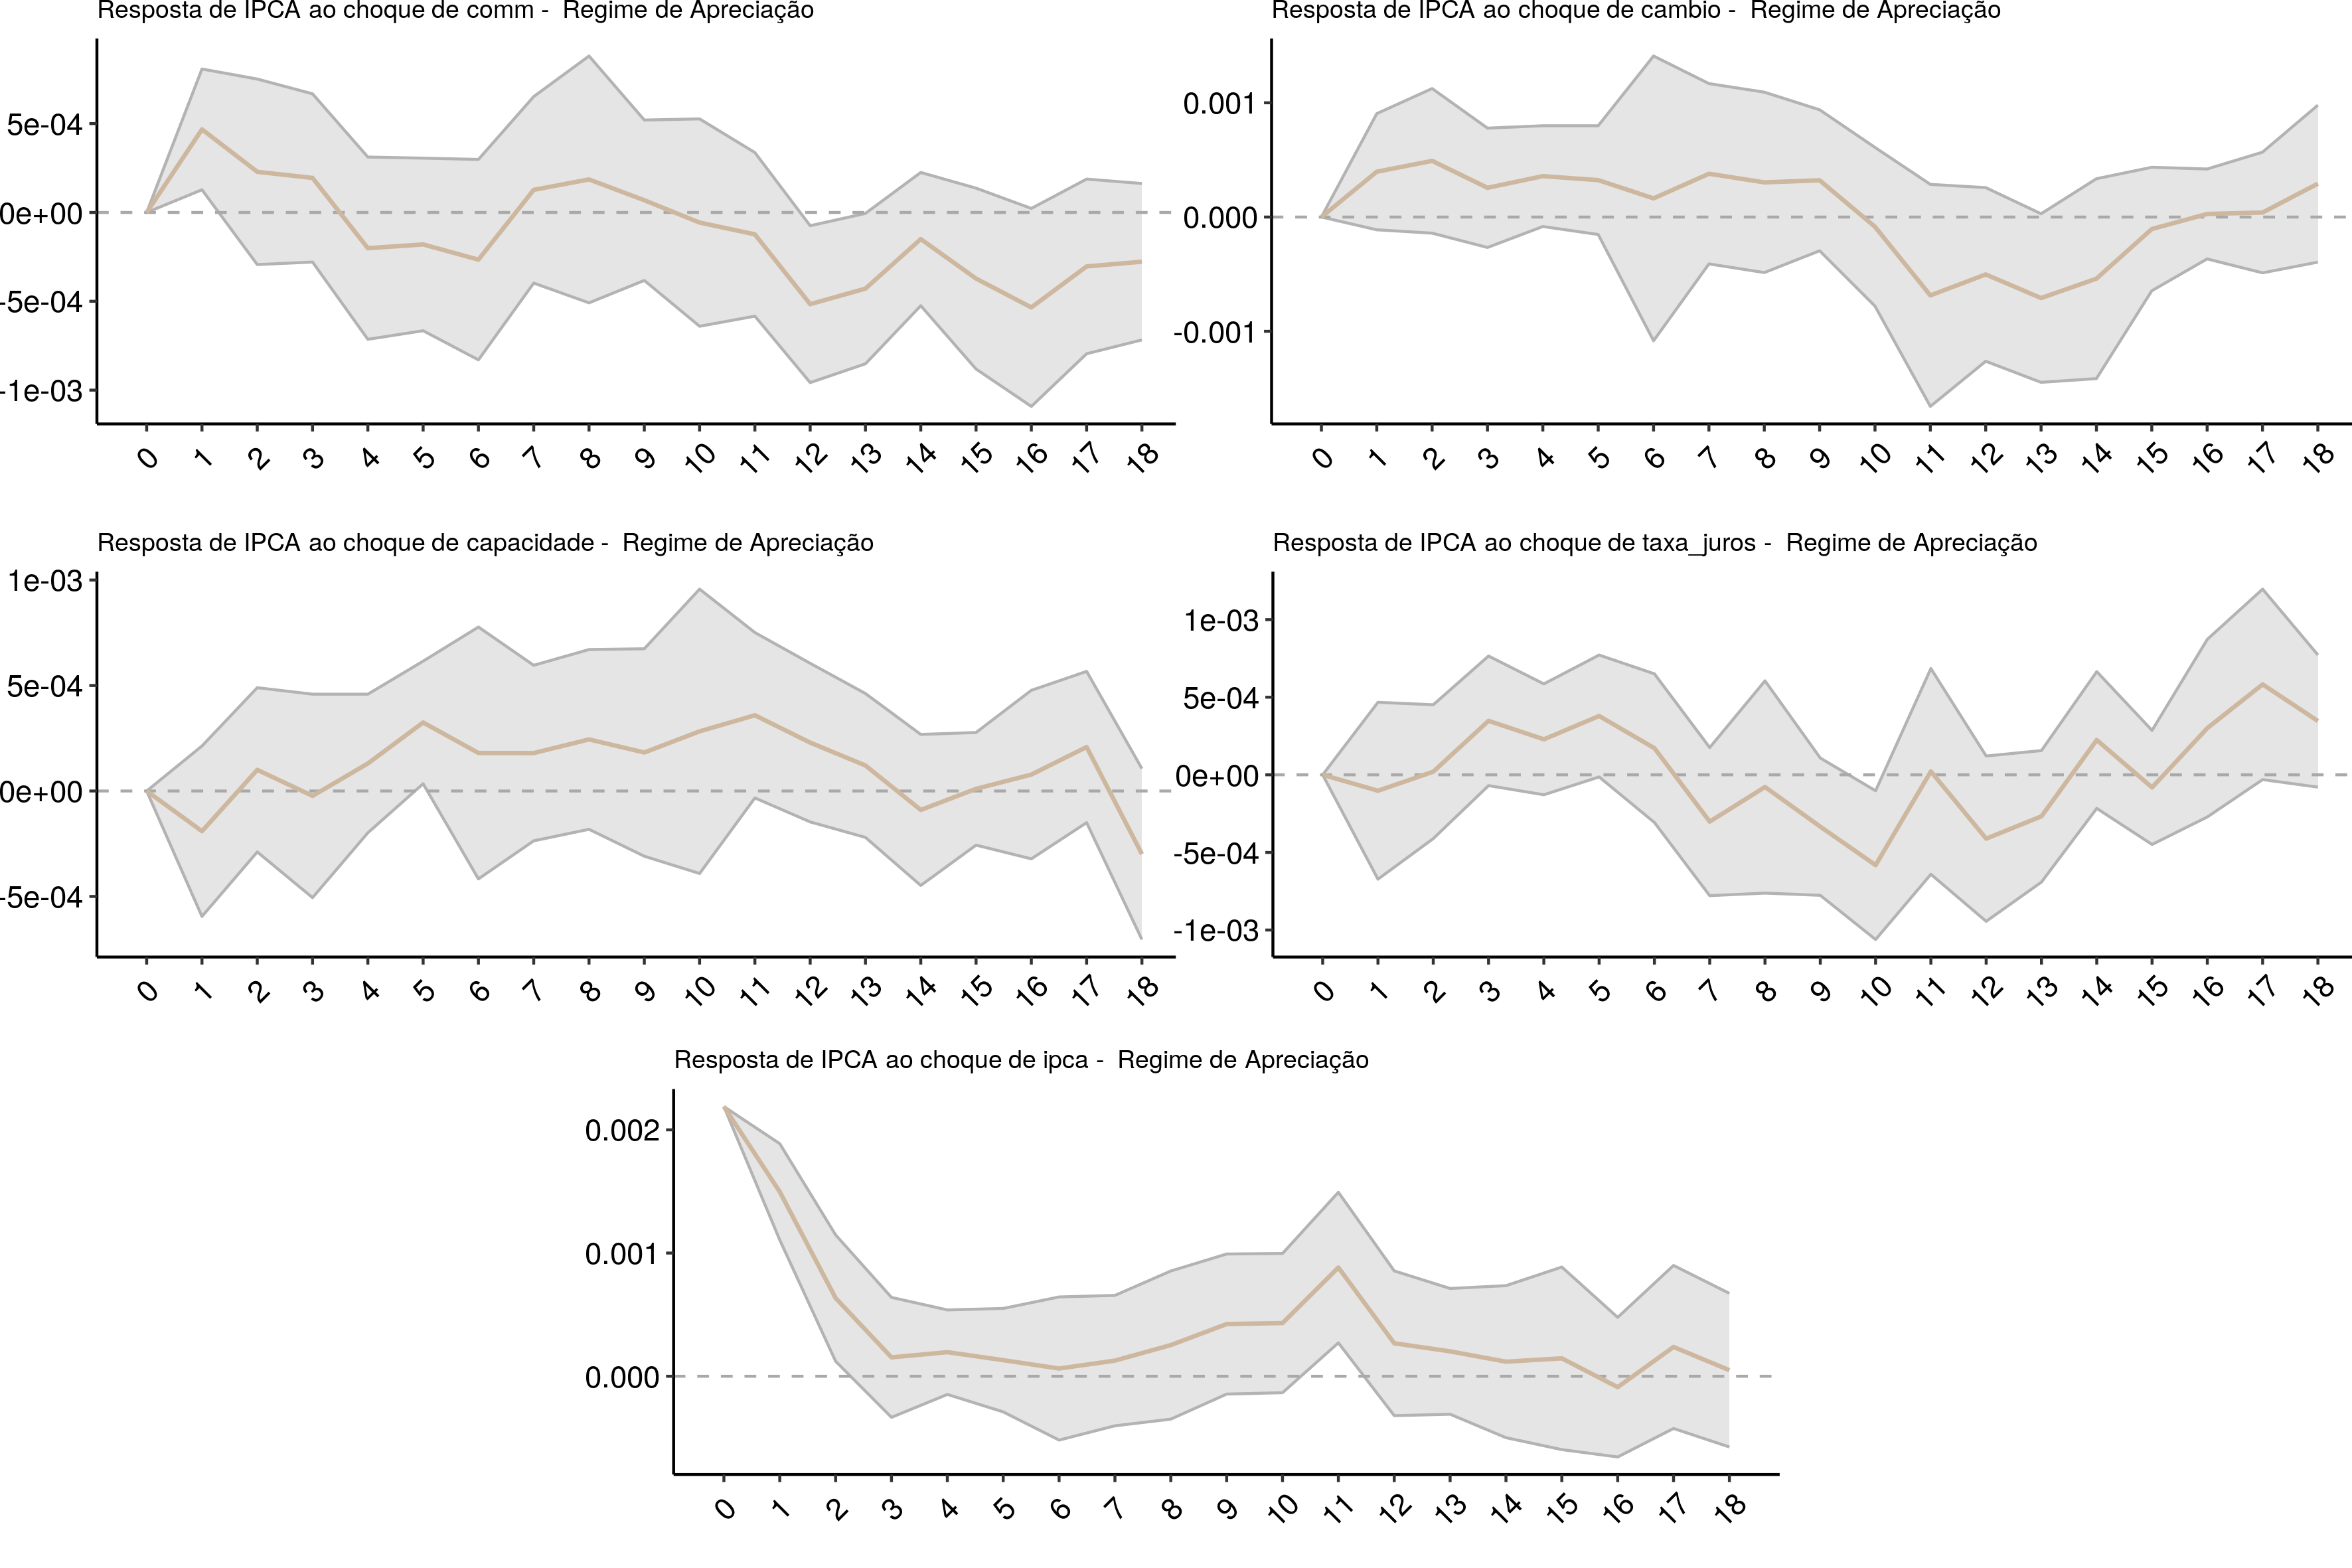 Resposta de IPCA ao choque de comm -  Regime de Apreciação
5e-04
0e+00
-5e-04
-1e-03
0 1 2 3 4 5 6 7 8 9 10 11 12 13 14 15 16 17 18
Resposta de IPCA ao choque de cambio -  Regime de Apreciação
0.001
0.000
-0.001
0 1 2 3 4 5 6 7 8 9 10 11 12 13 14 15 16 17 18
Resposta de IPCA ao choque de capacidade -  Regime de Apreciação
1e-03
5e-04
0e+00
-5e-04
0 1 2 3 4 5 6 7 8 9 10 11 12 13 14 15 16 17 18
Resposta de IPCA ao choque de taxa_juros -  Regime de Apreciação
1e-03
5e-04
0e+00
-5e-04
-1e-03
0 1 2 3 4 5 6 7 8 9 10 11 12 13 14 15 16 17 18
Resposta de IPCA ao choque de ipca -  Regime de Apreciação
0.002
0.001
0.000
0 1 2 3 4 5 6 7 8 9 10 11 12 13 14 15 16 17 18